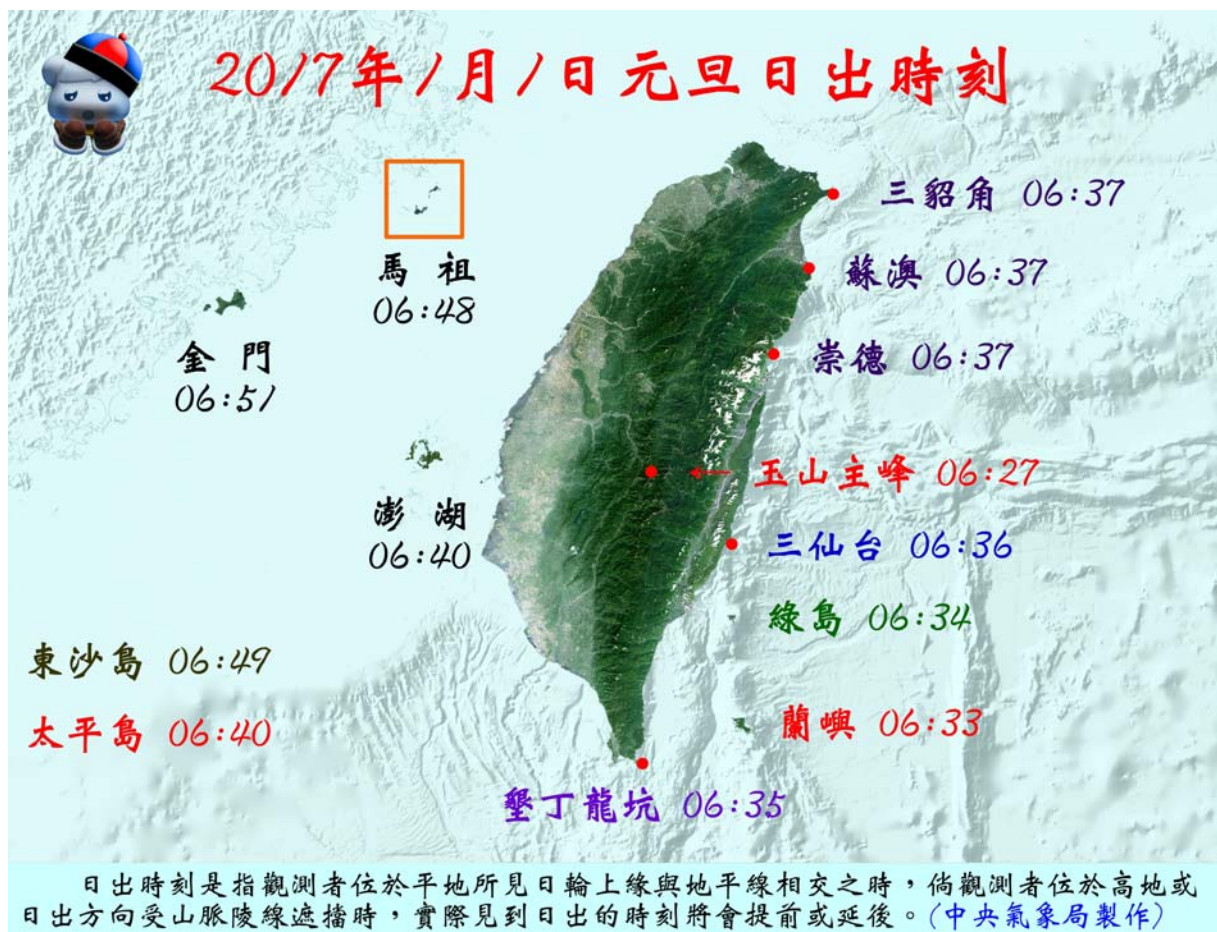 2017年1月1日元旦日出時刻
三貂角 06:37
馬祖
06:48
蘇澳 06:37
金門
06:51
崇德 06:37
玉山主峰 06:27
澎湖
06:40
三仙台 06:36
綠島 06:34
東沙島 06:49
太平島 06:40
蘭嶼 06:33
墾丁龍坑 06:35
日出時刻是指觀測者位於平地所見日輪上緣與地平線相交之時，倘觀測者位於高地或
日出方向受山脈陵線遮擋時，實際見到日出的時刻將會提前或延後。(中央氣象局製作)